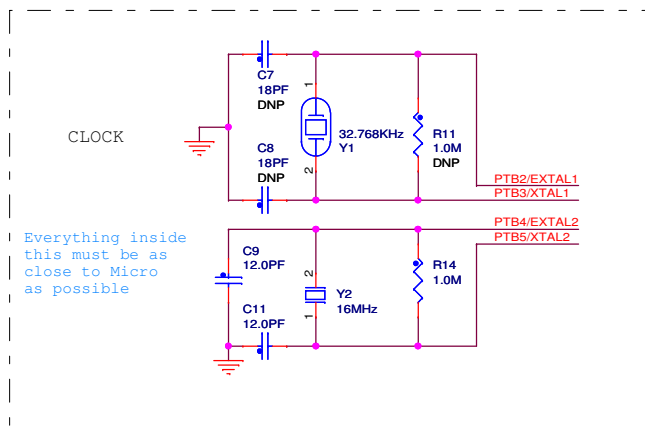 C7
18PF
DNP
1
CLOCK
32.768KHz
Y1
R11
1.0M
DNP
C8
18PF
DNP
2
PTB2/EXTAL1
PTB3/XTAL1
PTB4/EXTAL2
PTB5/XTAL2
Everything inside
this must be as
close to Micro
as possible
C9
12.0PF
2
Y2
16MHz
1
R14
1.0M
C11
12.0PF